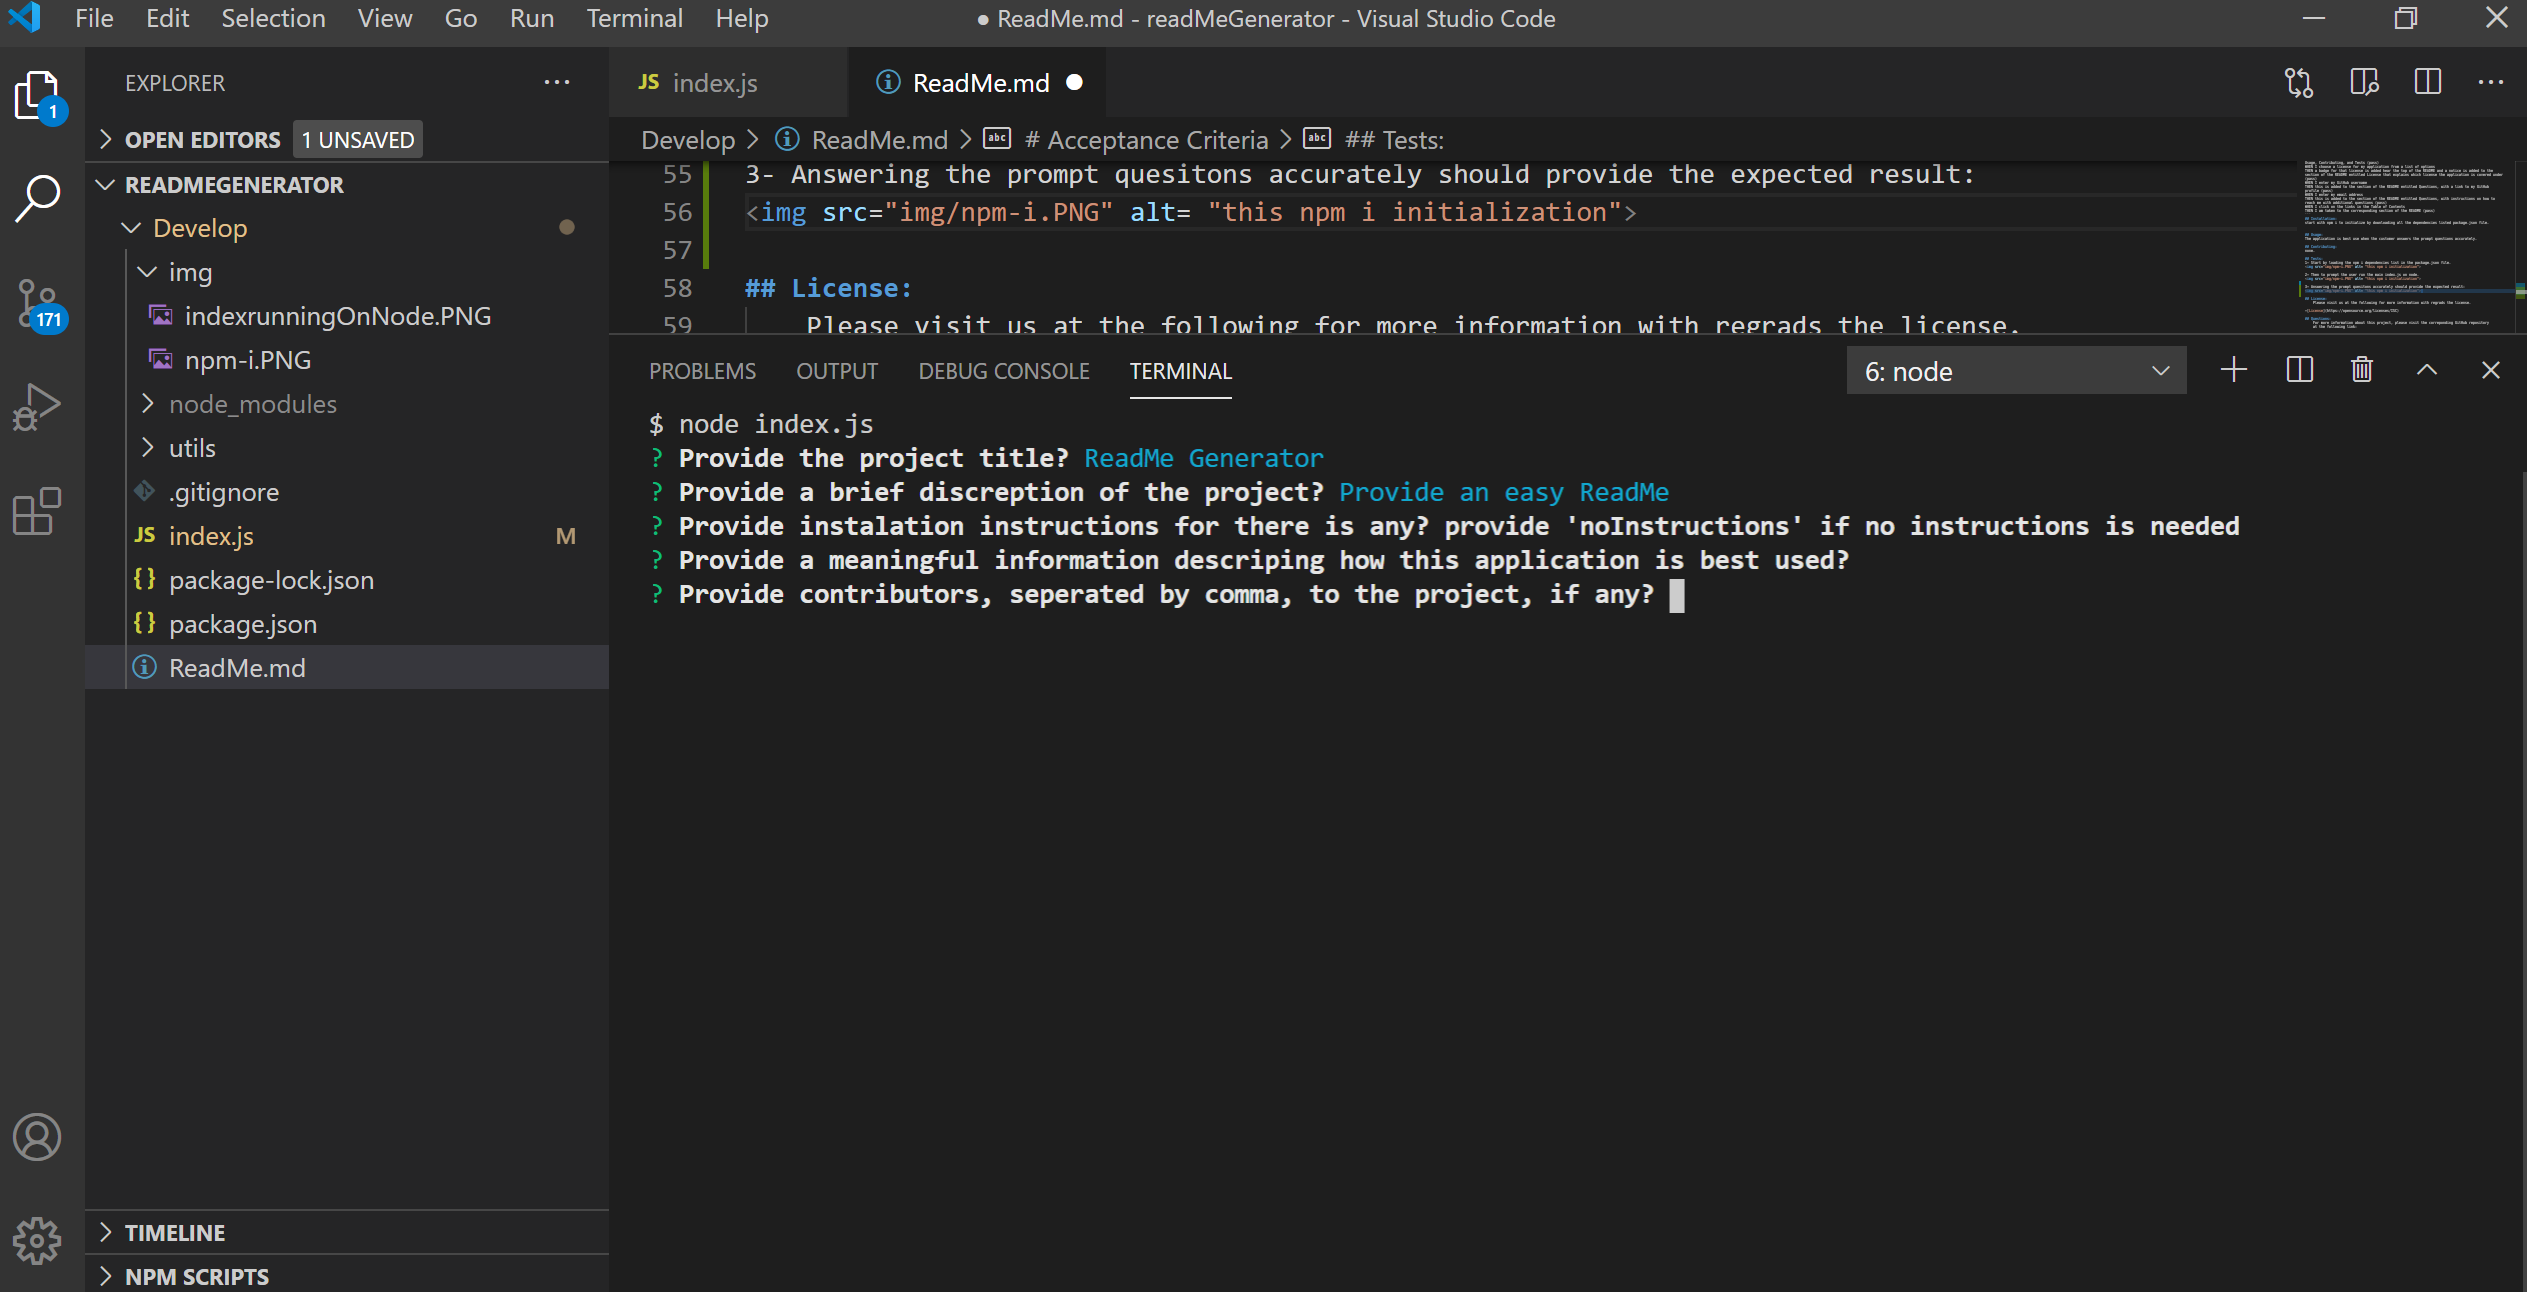 File Edit Selection View Go Run Terminal Help ● ReadMe.md - readMeGenerator - Visual Studio Code
EXPLORER ···
1
OPEN EDITORS 1 UNSAVED
READMEGENERATOR
Develop
img
indexrunningOnNode.PNG
171
npm-i.PNG
node_modules
utils
.gitignore
JS index.js M
{} package-lock.json
{} package.json
ReadMe.md
TIMELINE
NPM SCRIPTS
JS index.js ReadMe.md ●
Develop > ReadMe.md > abc # Acceptance Criteria > abc ## Tests:
55 3- Answering the prompt quesitons accurately should provide the expected result:
56 <img src="img/npm-i.PNG" alt= "this npm i initialization">
57
58 ## License:
59 Please visit us at the following for more information with regrads the license.
PROBLEMS OUTPUT DEBUG CONSOLE TERMINAL 6: node
$ node index.js
? Provide the project title? ReadMe Generator
? Provide a brief discreption of the project? Provide an easy ReadMe
? Provide instalation instructions for there is any? provide 'noInstructions' if no instructions is needed
? Provide a meaningful information descriping how this application is best used?
? Provide contributors, seperated by comma, to the project, if any?